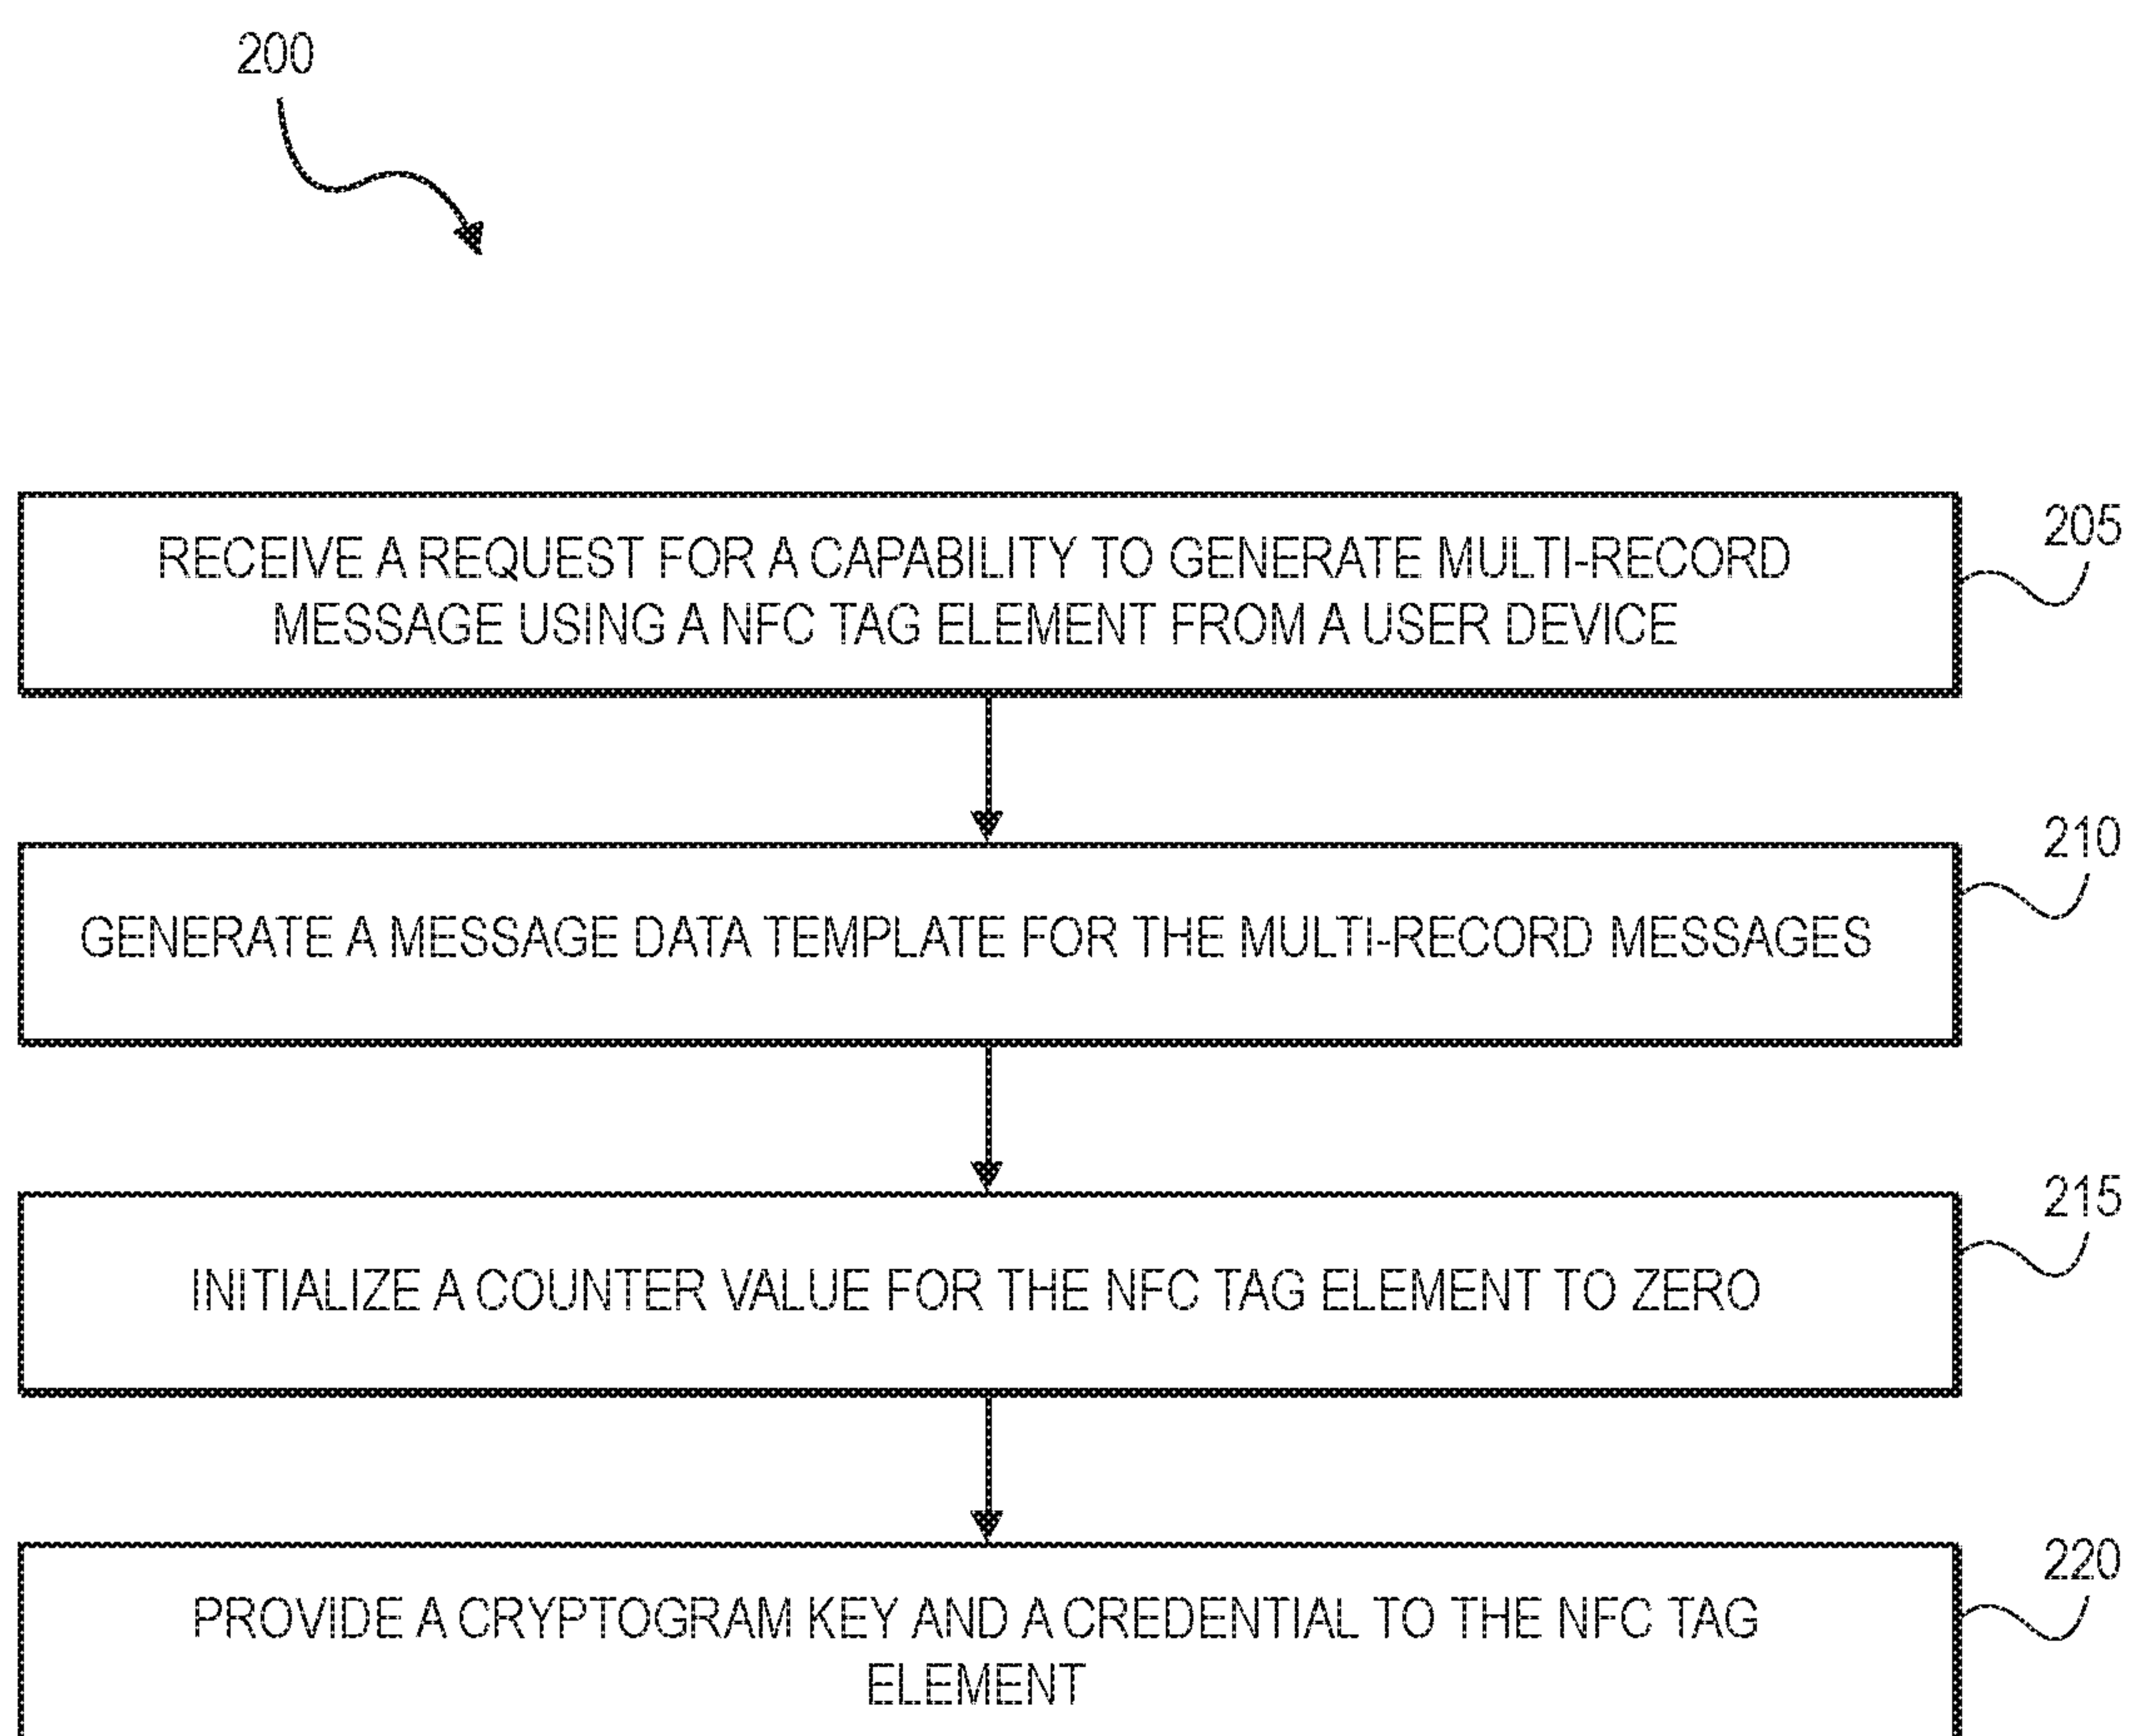 200
RECEIVE A REQUEST FOR A CAPABILITY TO GENERATE MULTI-RECORD
MESSAGE USING A NFC TAG ELEMENT FROM A USER DEVICE
205
GENERATE A MESSAGE DATA TEMPLATE FOR THE MULTI-RECORD MESSAGES
210
INITIALIZE A COUNTER VALUE FOR THE NFC TAG ELEMENT TO ZERO
215
PROVIDE A CRYPTOGRAM KEY AND A CREDENTIAL TO THE NFC TAG
ELEMENT
220